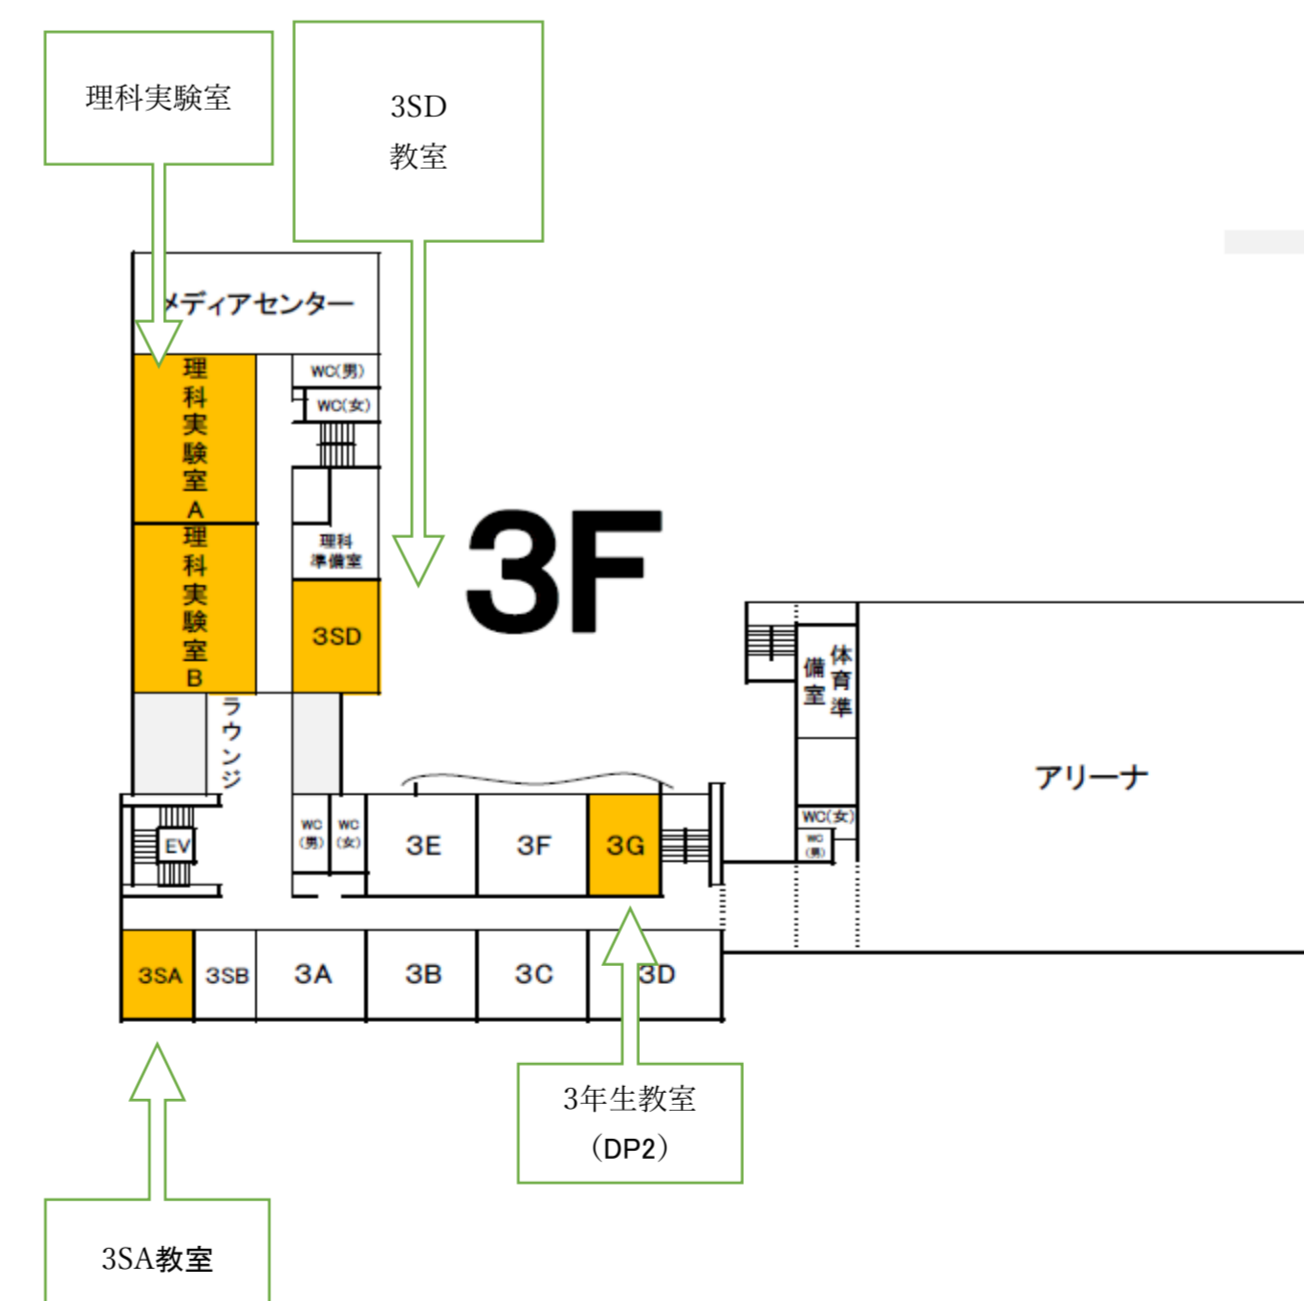 理科実験室
3SD
教室
メディアセンター
理科実験室A
WC(男)
WC(女)
理科
準備室
理科実験室B
3SD
3F
ラウンジ
体育準
備室
アリーナ
WC(女)
WC
(男)
EV
WC
(男)
WC
(女)
3E
3F
3G
3SA
3SB
3A
3B
3C
3D
3年生教室
（DP2）
3SA教室